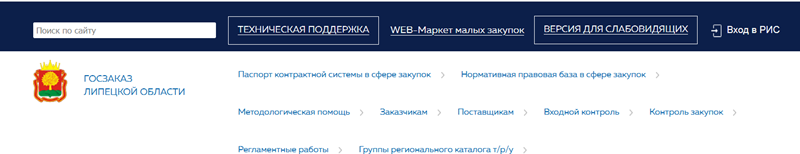 Поиск по сайту
ТЕХНИЧЕСКАЯ ПОДДЕРЖКА
WEB-Маркет малых закупок
ВЕРСИЯ ДЛЯ СЛАБОВИДЯЩИХ
Вход в РИС
ГОСЗАКАЗ
ЛИПЕЦКОЙ ОБЛАСТИ
Паспорт контрактной системы в сфере закупок
Нормативная правовая база в сфере закупок
Методологическая помощь
Заказчикам
Поставщикам
Входной контроль
Контроль закупок
Регламентные работы
Группы регионального каталога т/р/у